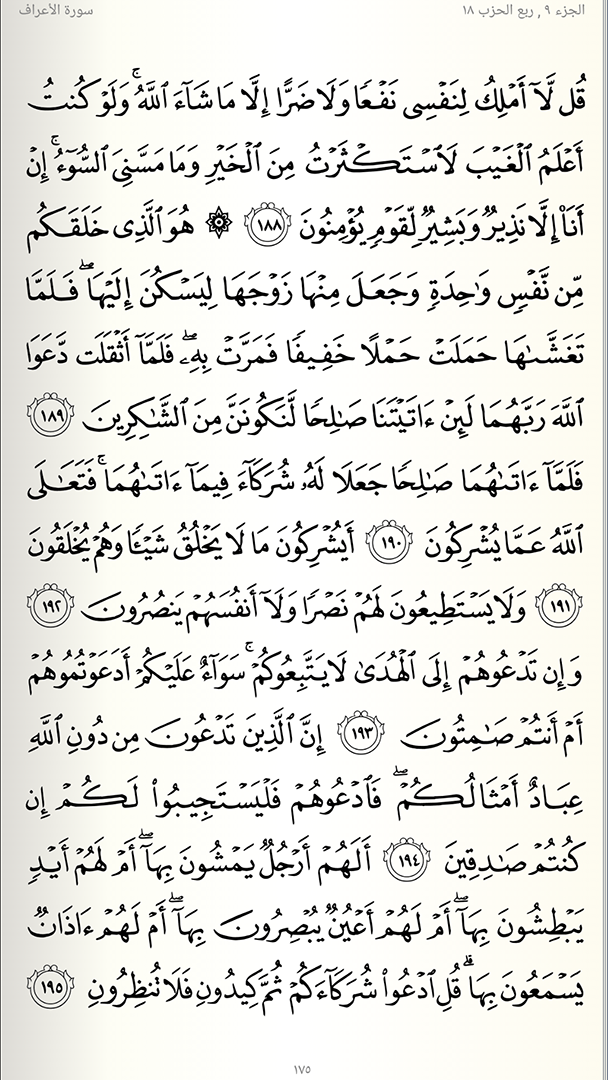 الجزء ٩ , ربع الحزب ١٨
سورة الأعراف
قُل لَّآ أَمْلِكُ لِنَفْسِى نَفْعًا وَلَا ضَرًّا إِلَّا مَا شَآءَ ٱللَّهُ ۚ وَلَوْ كُنتُ
أَعْلَمُ ٱلْغَيْبَ لَٱسْتَكْثَرْتُ مِنَ ٱلْخَيْرِ وَمَا مَسَّنِىَ ٱلسُّوٓءُ ۚ إِنْ
أَنَا۠ إِلَّا نَذِيرٌ وَبَشِيرٌ لِّقَوْمٍ يُؤْمِنُونَ ١٨٨ ۞ هُوَ ٱلَّذِى خَلَقَكُم
مِّن نَّفْسٍ وَٰحِدَةٍ وَجَعَلَ مِنْهَا زَوْجَهَا لِيَسْكُنَ إِلَيْهَا ۖ فَلَمَّا
تَغَشَّىٰهَا حَمَلَتْ حَمْلًا خَفِيفًا فَمَرَّتْ بِهِۦ ۖ فَلَمَّآ أَثْقَلَت دَّعَوَا
ٱللَّهَ رَبَّهُمَا لَئِنْ ءَاتَيْتَنَا صَٰلِحًا لَّنَكُونَنَّ مِنَ ٱلشَّٰكِرِينَ ١٨٩
فَلَمَّآ ءَاتَىٰهُمَا صَٰلِحًا جَعَلَا لَهُۥ شُرَكَآءَ فِيمَآ ءَاتَىٰهُمَا ۚ فَتَعَٰلَى
ٱللَّهُ عَمَّا يُشْرِكُونَ ١٩٠ أَيُشْرِكُونَ مَا لَا يَخْلُقُ شَيْـًٔا وَهُمْ يُخْلَقُونَ
١٩١ وَلَا يَسْتَطِيعُونَ لَهُمْ نَصْرًا وَلَآ أَنفُسَهُمْ يَنصُرُونَ ١٩٢
وَإِن تَدْعُوهُمْ إِلَى ٱلْهُدَىٰ لَا يَتَّبِعُوكُمْ ۚ سَوَآءٌ عَلَيْكُمْ أَدَعَوْتُمُوهُمْ
أَمْ أَنتُمْ صَٰمِتُونَ ١٩٣ إِنَّ ٱلَّذِينَ تَدْعُونَ مِن دُونِ ٱللَّهِ
عِبَادٌ أَمْثَالُكُمْ ۖ فَٱدْعُوهُمْ فَلْيَسْتَجِيبُوا۟ لَكُمْ إِن
كُنتُمْ صَٰدِقِينَ ١٩٤ أَلَهُمْ أَرْجُلٌ يَمْشُونَ بِهَآ ۖ أَمْ لَهُمْ أَيْدٍ
يَبْطِشُونَ بِهَآ ۖ أَمْ لَهُمْ أَعْيُنٌ يُبْصِرُونَ بِهَآ ۖ أَمْ لَهُمْ ءَاذَانٌ
يَسْمَعُونَ بِهَا ۗ قُلِ ٱدْعُوا۟ شُرَكَآءَكُمْ ثُمَّ كِيدُونِ فَلَا تُنظِرُونِ ١٩٥
١٧٥